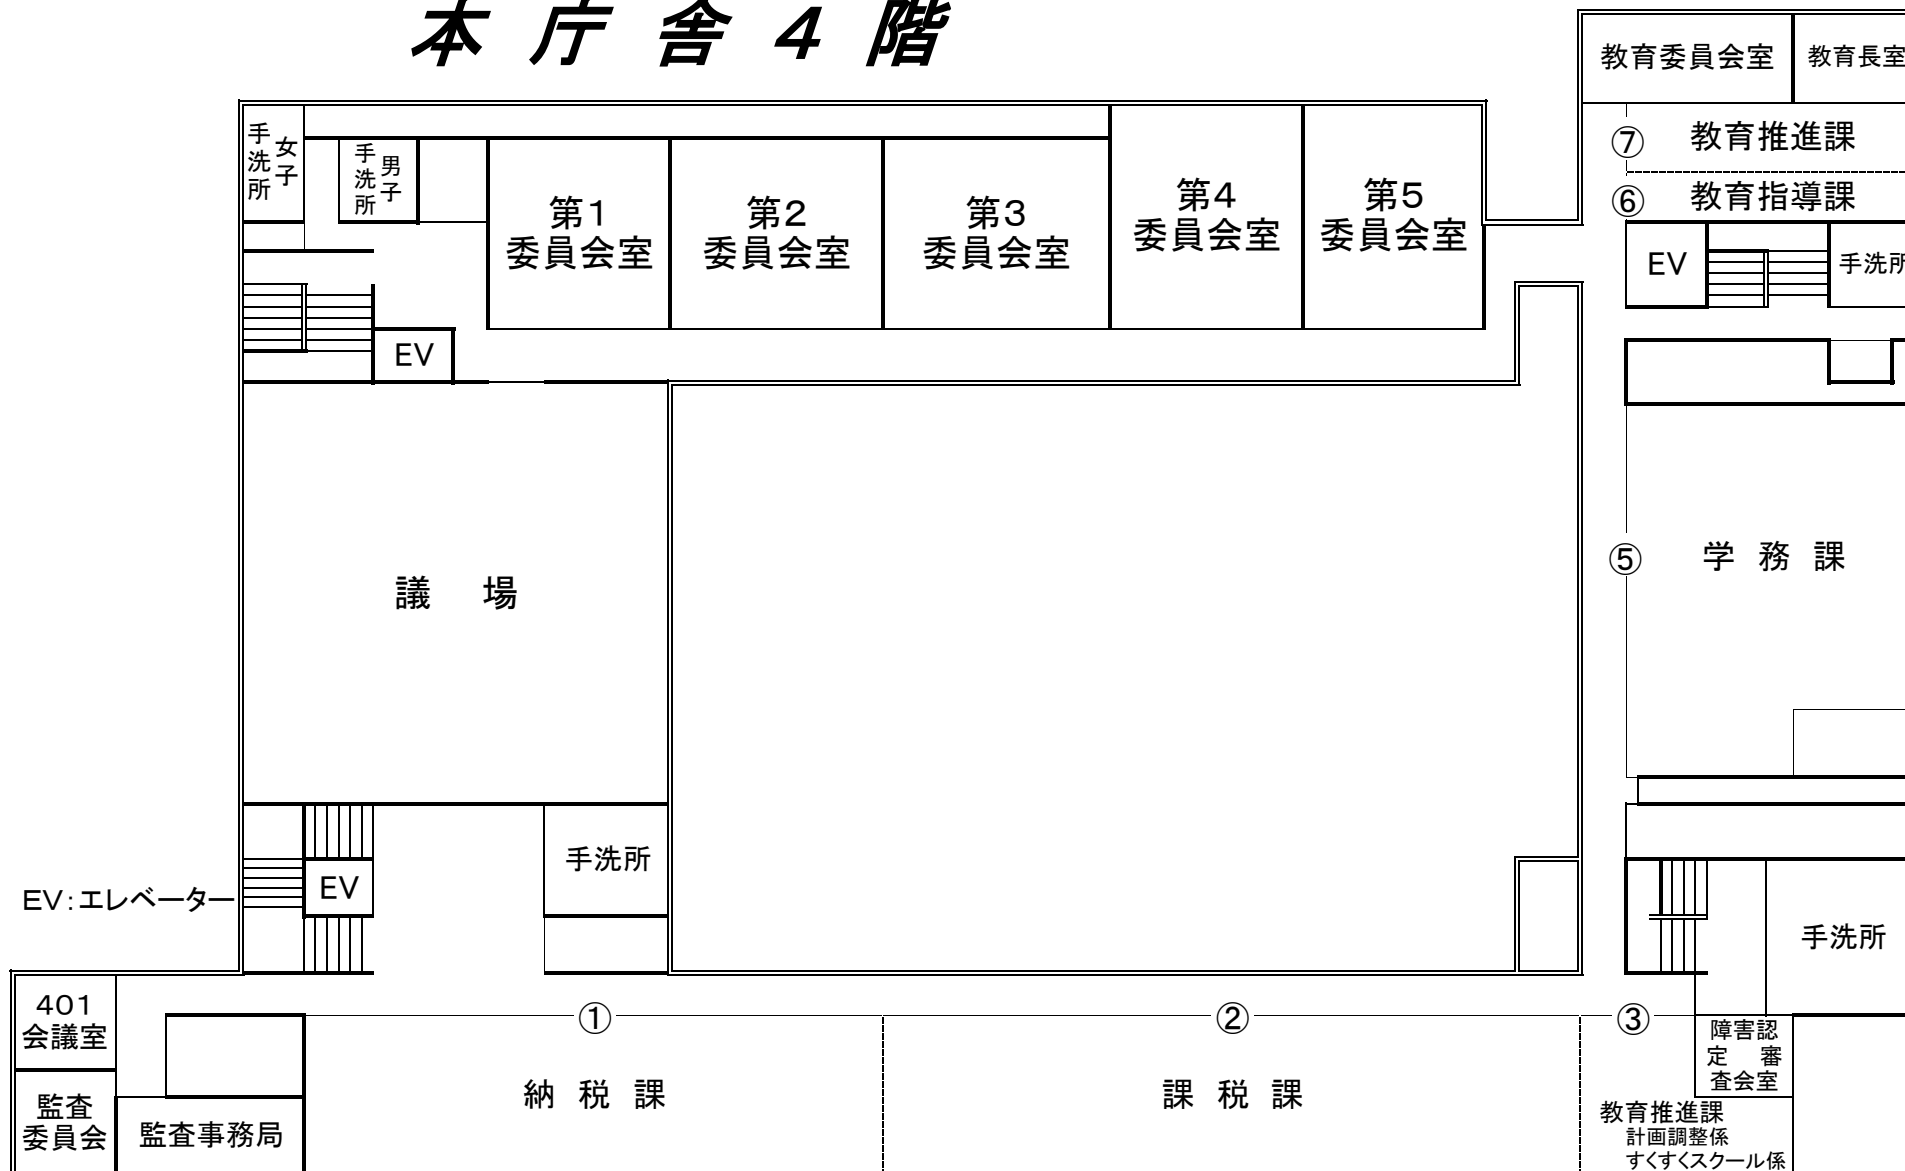 本庁舎4階
教育委員会室
教育長室
女子
手洗所
男子
手洗所
第1
委員会室
第2
委員会室
第3
委員会室
第4
委員会室
第5
委員会室
⑦
教育推進課
⑥
教育指導課
EV
手洗所
EV
⑤
学務課
議場
手洗所
EV
EV:エレベーター
手洗所
401
会議室
①
②
③
障害認
定審
査会室
納税課
課税課
監査
委員会
監査事務局
教育推進課
計画調整係
すくすくスクール係